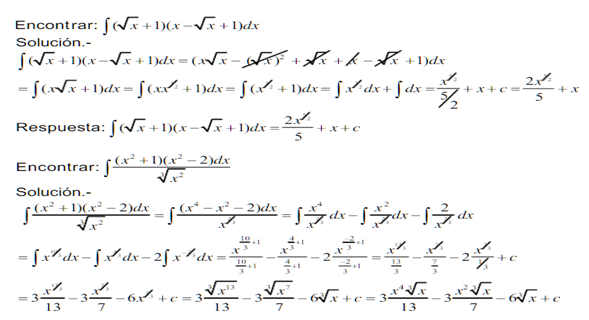 Encontrar: ∫(√x + 1)(x − √x + 1)dx
Solución.-
∫(√x + 1)(x − √x + 1)dx = (x√x − (√x)² + √x + x − √x + 1)dx
= ∫(x√x + 1)dx = ∫(xx^½ + 1)dx = ∫(x^3/2 + 1)dx = ∫x^3/2 dx + ∫dx = x^5/2 / 5/2 + x + c = 2x^5/2 / 5 + x
Respuesta: ∫(√x + 1)(x − √x + 1)dx = 2x^5/2 / 5 + x + c
Encontrar: ∫(x² + 1)(x² − 2)dx / ∛x²
Solución.-
∫(x² + 1)(x² − 2)dx / ∛x² = ∫(x⁴ − x² − 2)dx / x^2/3 = ∫x⁴ / x^2/3 dx − ∫x² / x^2/3 dx − ∫2 / x^2/3 dx
= ∫x^10/3 dx − ∫x^4/3 dx − 2∫x^-2/3 dx = x^(10/3 +1) / (10/3 +1) − x^(4/3 +1) / (4/3 +1) − 2 x^(−2/3 +1) / (−2/3 +1) = x^13/3 / 13/3 − x^7/3 / 7/3 − 2 x^1/3 / 1/3 + c
= 3 x^13/3 / 13 − 3 x^7/3 / 7 − 6x^1/3 + c = 3 ∛x¹³ / 13 − 3 ∛x⁷ / 7 − 6∛x + c = 3 x⁴∛x / 13 − 3 x²∛x / 7 − 6∛x + c